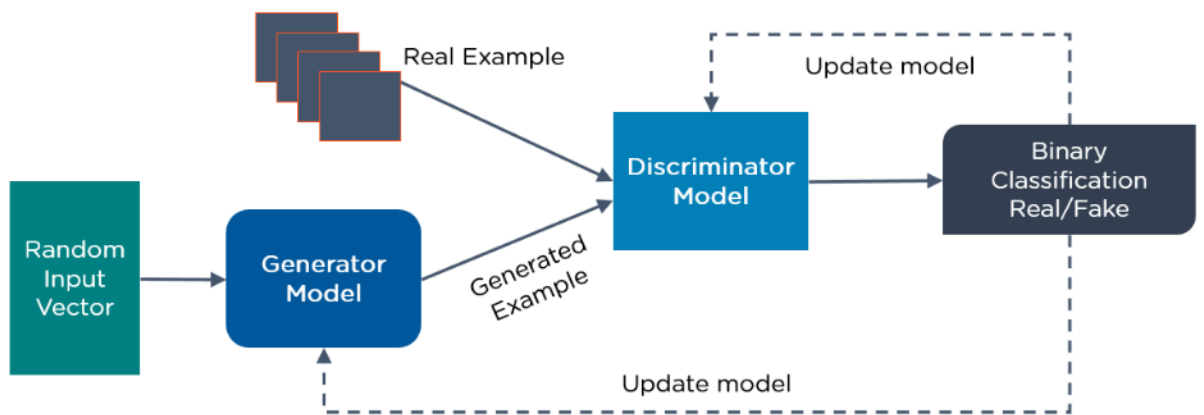 Real Example
Update model
Discriminator
Model
Binary
Classification
Real/Fake
Random
Input
Vector
Generator
Model
Generated
Example
Update model